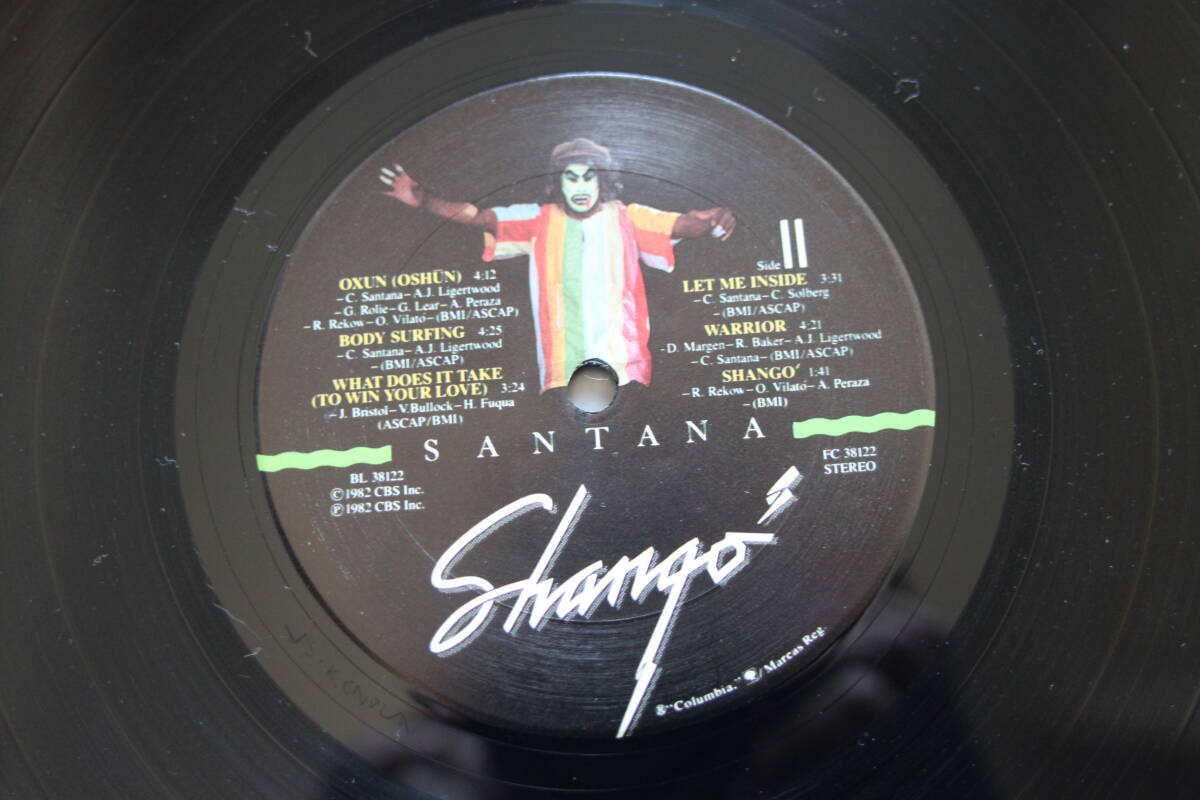 Side II
OXUN (OSHŪN) 4:12
–C. Santana–A.J. Ligertwood
–G. Rolie–G. Lear–A. Peraza
–R. Rekow–O. Vilató–(BMI/ASCAP)
BODY SURFING 4:25
–C. Santana–A.J. Ligertwood
–(BMI/ASCAP)
WHAT DOES IT TAKE
(TO WIN YOUR LOVE) 3:24
–J. Bristol–V. Bullock–H. Fuqua
(ASCAP/BMI)
LET ME INSIDE 3:31
–C. Santana–C. Solberg
–(BMI/ASCAP)
WARRIOR 4:21
–D. Margen–R. Baker–A.J. Ligertwood
–C. Santana–(BMI/ASCAP)
SHANGO´ 1:41
–R. Rekow–O. Vilató–A. Peraza
–(BMI)
SANTANA
BL 38122
©1982 CBS Inc.
℗1982 CBS Inc.
FC 38122
STEREO
Shangó
"Columbia," /Marcas Reg.